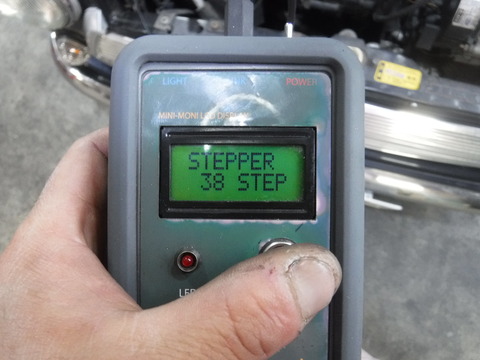 LIGHT POWER
MINI-MONI LCD DISPLAY
STEPPER
38 STEP
LED